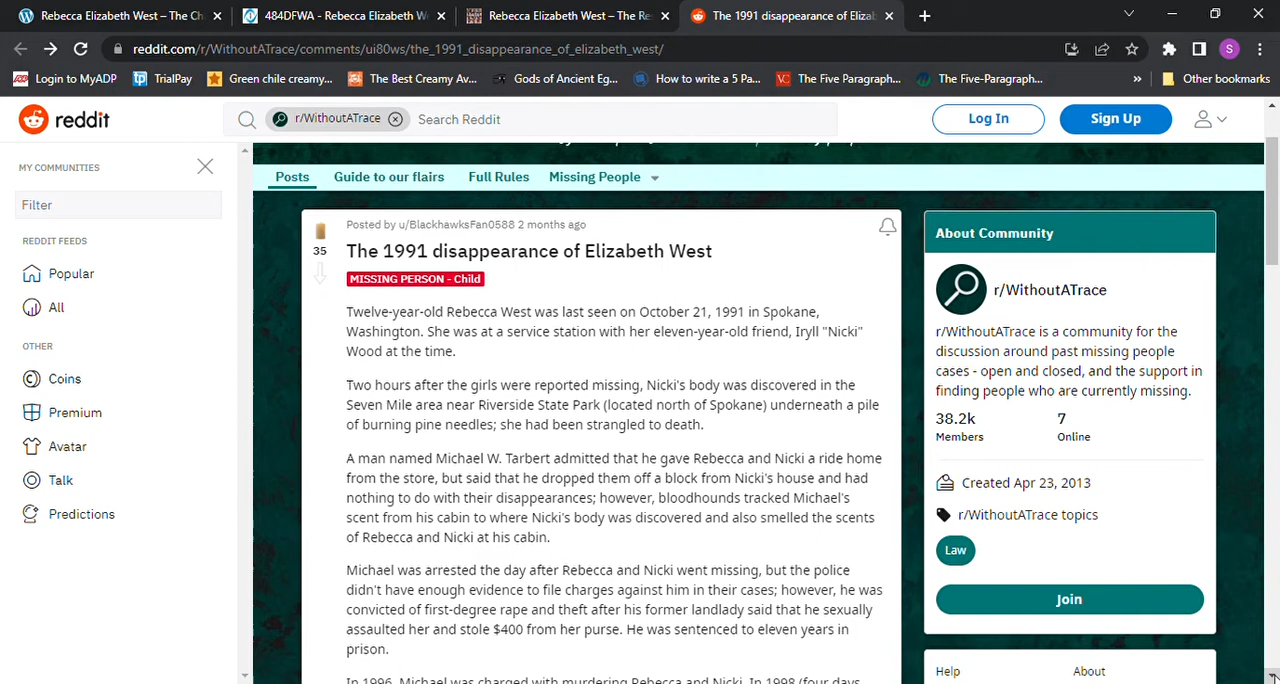 Rebecca Elizabeth West – The Ch
484DFWA - Rebecca Elizabeth W
Rebecca Elizabeth West – The Re
The 1991 disappearance of Elizab
reddit.com/r/WithoutATrace/comments/ui80ws/the_1991_disappearance_of_elizabeth_west/
S
Login to MyADP
TrialPay
Green chile creamy...
The Best Creamy Av...
Gods of Ancient Eg...
How to write a 5 Pa...
The Five Paragraph...
The Five-Paragraph...
Other bookmarks
reddit
r/WithoutATrace
Search Reddit
Log In
Sign Up
MY COMMUNITIES
Filter
REDDIT FEEDS
Popular
All
OTHER
Coins
Premium
Avatar
Talk
Predictions
Posts
Guide to our flairs
Full Rules
Missing People
Posted by u/BlackhawksFan0588 2 months ago
35
The 1991 disappearance of Elizabeth West
MISSING PERSON - Child
Twelve-year-old Rebecca West was last seen on October 21, 1991 in Spokane,
Washington. She was at a service station with her eleven-year-old friend, Iryll "Nicki"
Wood at the time.
Two hours after the girls were reported missing, Nicki's body was discovered in the
Seven Mile area near Riverside State Park (located north of Spokane) underneath a pile
of burning pine needles; she had been strangled to death.
A man named Michael W. Tarbert admitted that he gave Rebecca and Nicki a ride home
from the store, but said that he dropped them off a block from Nicki's house and had
nothing to do with their disappearances; however, bloodhounds tracked Michael's
scent from his cabin to where Nicki's body was discovered and also smelled the scents
of Rebecca and Nicki at his cabin.
Michael was arrested the day after Rebecca and Nicki went missing, but the police
didn't have enough evidence to file charges against him in their cases; however, he was
convicted of first-degree rape and theft after his former landlady said that he sexually
assaulted her and stole $400 from her purse. He was sentenced to eleven years in
prison.
In 1996, Michael was charged with murdering Rebecca and Nicki. In 1998 (four days
About Community
r/WithoutATrace
r/WithoutATrace is a community for the
discussion around past missing people
cases - open and closed, and the support in
finding people who are currently missing.
38.2k
Members
7
Online
Created Apr 23, 2013
r/WithoutATrace topics
Law
Join
Help
About